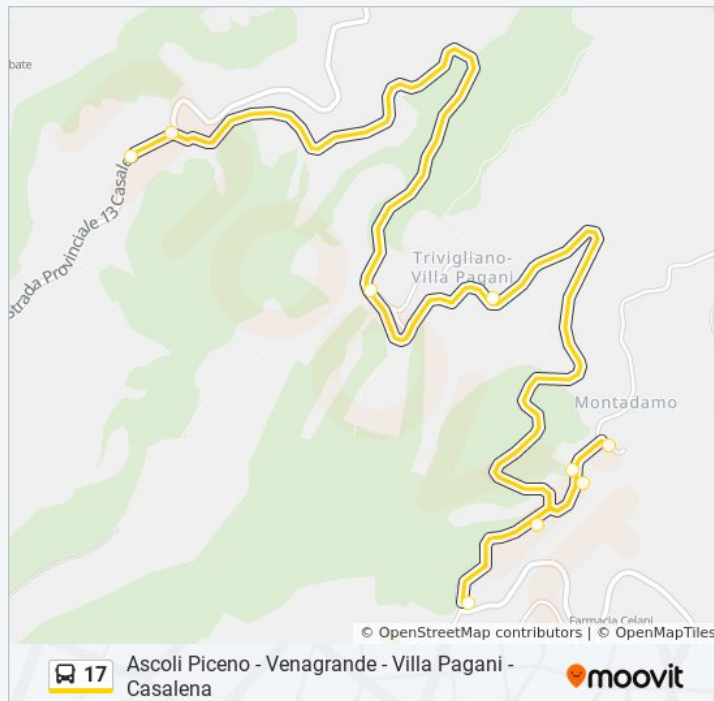 bate
Strada Provinciale 13 Casale
Trivigliano-
Villa Pagani
Montadamo
Farmacia Celani
© OpenStreetMap contributors | © OpenMapTiles
17
Ascoli Piceno - Venagrande - Villa Pagani -
Casalena
moovit